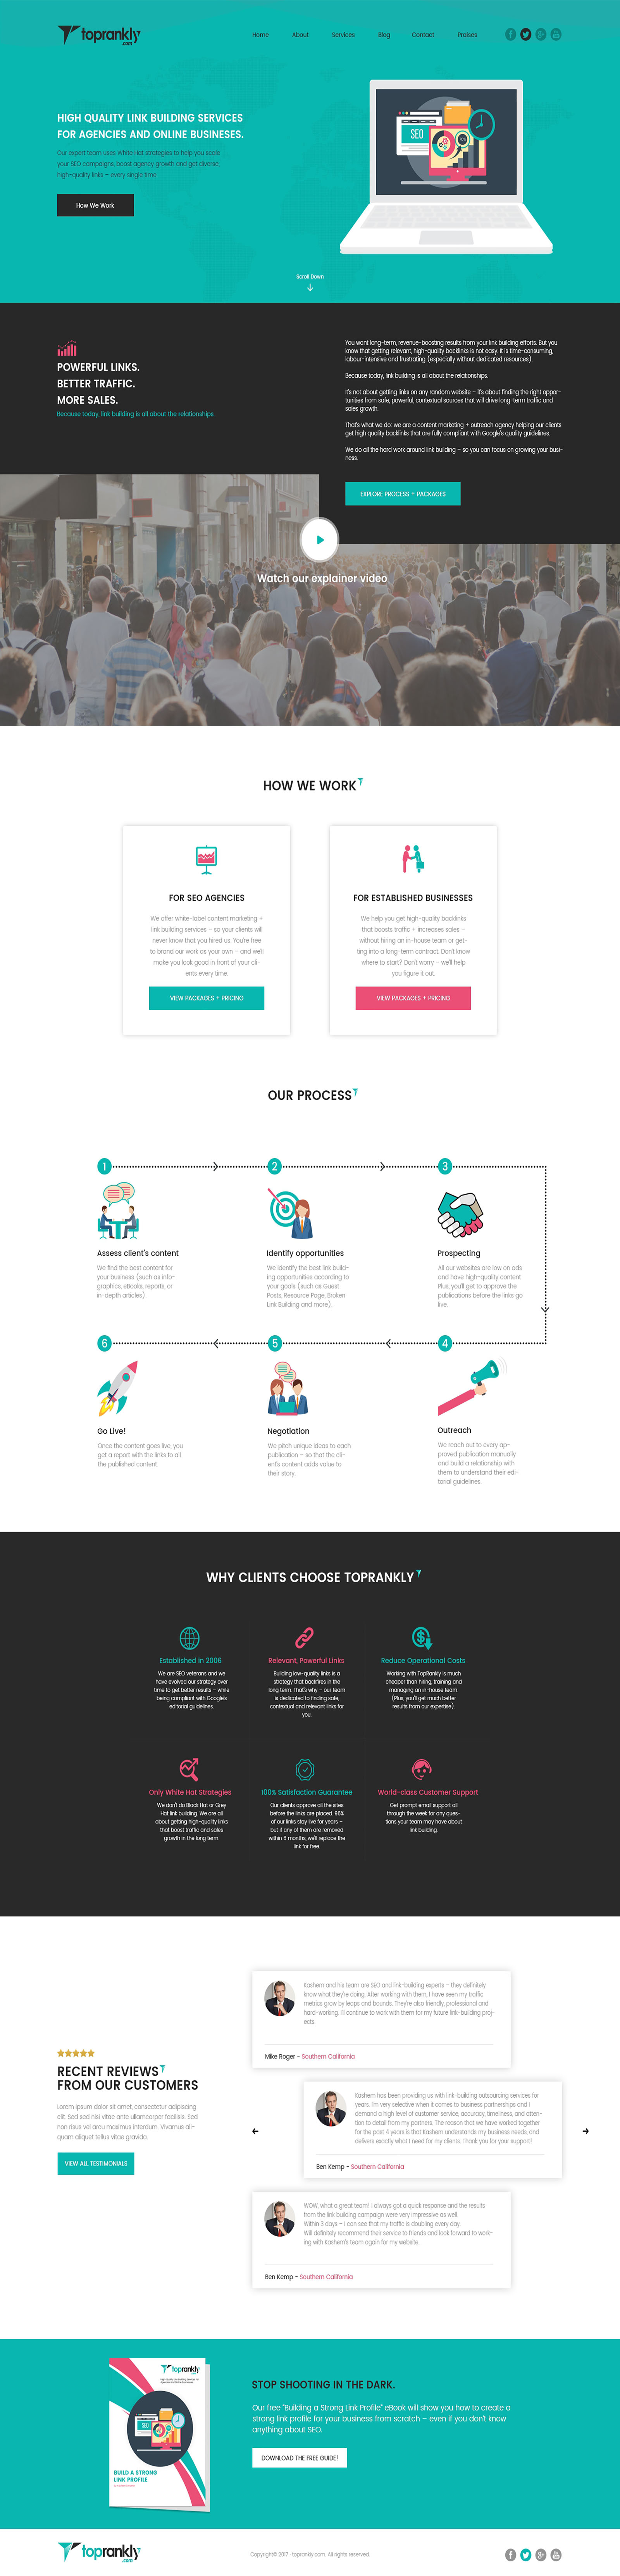 toprankly
.com
Home About Services Blog Contact Praises
HIGH QUALITY LINK BUILDING SERVICES
FOR AGENCIES AND ONLINE BUSINESES.
Our expert team uses White Hat strategies to help you scale
your SEO campaigns, boost agency growth and get diverse,
high-quality links – every single time.
How We Work
SEO
Scroll Down
POWERFUL LINKS.
BETTER TRAFFIC.
MORE SALES.
Because today, link building is all about the relationships.
You want long-term, revenue-boosting results from your link building efforts. But you
know that getting relevant, high-quality backlinks is not easy. It is time-consuming,
labour-intensive and frustrating (especially without dedicated resources).
Because today, link building is all about the relationships.
It's not about getting links on any random website – it's about finding the right oppor-
tunities from safe, powerful, contextual sources that will drive long-term traffic and
sales growth.
That's what we do: we are a content marketing + outreach agency helping our clients
get high quality backlinks that are fully compliant with Google's quality guidelines.
We do all the hard work around link building – so you can focus on growing your busi-
ness.
EXPLORE PROCESS + PACKAGES
Watch our explainer video
HOW WE WORK
FOR SEO AGENCIES
We offer white-label content marketing +
link building services – so your clients will
never know that you hired us. You're free
to brand our work as your own – and we'll
make you look good in front of your cli-
ents every time.
VIEW PACKAGES + PRICING
FOR ESTABLISHED BUSINESSES
We help you get high-quality backlinks
that boosts traffic + increases sales –
without hiring an in-house team or get-
ting into a long-term contract. Don't know
where to start? Don't worry – we'll help
you figure it out.
VIEW PACKAGES + PRICING
OUR PROCESS
1
Assess client's content
We find the best content for
your business (such as info-
graphics, eBooks, reports, or
in-depth articles).
2
Identify opportunities
We identify the best link build-
ing opportunities according to
your goals (such as Guest
Posts, Resource Page, Broken
Link Building and more).
3
Prospecting
All our websites are low on ads
and have high-quality content
Plus, you'll get to approve the
publications before the links go
live.
6
Go Live!
Once the content goes live, you
get a report with the links to all
the published content.
5
Negotiation
We pitch unique ideas to each
publication – so that the cli-
ent's content adds value to
their story.
4
Outreach
We reach out to every ap-
proved publication manually
and build a relationship with
them to understand their edi-
torial guidelines.
WHY CLIENTS CHOOSE TOPRANKLY
Established in 2006
We are SEO veterans and we
have evolved our strategy over
time to get better results – while
being compliant with Google's
editorial guidelines.
Relevant, Powerful Links
Building low-quality links is a
strategy that backfires in the
long term. That's why – our team
is dedicated to finding safe,
contextual and relevant links for
you.
Reduce Operational Costs
Working with TopRankly is much
cheaper than hiring, training and
managing an in-house team.
(Plus, you'll get much better
results from our expertise).
Only White Hat Strategies
We don't do Black Hat or Grey
Hat link building. We are all
about getting high-quality links
that boost traffic and sales
growth in the long term.
100% Satisfaction Guarantee
Our clients approve all the sites
before the links are placed. 96%
of our links stay live for years –
but if any of them are removed
within 6 months, we'll replace the
link for free.
World-class Customer Support
Get prompt email support all
through the week for any ques-
tions your team may have about
link building.
RECENT REVIEWS
FROM OUR CUSTOMERS
Lorem ipsum dolor sit amet, consectetur adipiscing
elit. Sed sed nisi vitae ante ullamcorper facilisis. Sed
non risus vel arcu maximus interdum. Vivamus ali-
quam aliquet tellus vitae gravida.
VIEW ALL TESTIMONIALS
Kashem and his team are SEO and link-building experts – they definitely
know what they're doing. After working with them, I have seen my traffic
metrics grow by leaps and bounds. They're also friendly, professional and
hard-working. I'll continue to work with them for my future link-building proj-
ects.
Mike Roger - Southern California
Kashem has been providing us with link-building outsourcing services for
years. I'm very selective when it comes to business partnerships and I
demand a high level of customer service, accuracy, timeliness, and atten-
tion to detail from my partners. The reason that we have worked together
for the past 4 years is that Kashem understands my business needs, and
delivers exactly what I need for my clients. Thank you for your support!
Ben Kemp - Southern California
WOW, what a great team! I always got a quick response and the results
from the link building campaign were very impressive as well.
Within 3 days – I can see that my traffic is doubling every day.
Will definitely recommend their service to friends and look forward to work-
ing with Kashem's team again for my website.
Ben Kemp - Southern California
toprankly
SEO
BUILD A STRONG
LINK PROFILE
STOP SHOOTING IN THE DARK.
Our free "Building a Strong Link Profile" eBook will show you how to create a
strong link profile for your business from scratch – even if you don't know
anything about SEO.
DOWNLOAD THE FREE GUIDE!
toprankly
.com
Copyright© 2017 · toprankly.com. All rights reserved